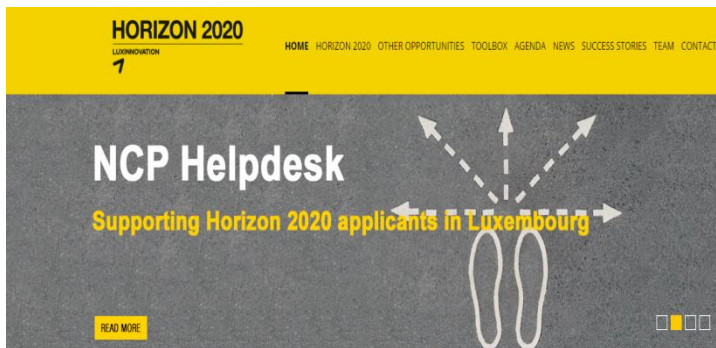 HORIZON 2020
LUXINNOVATION
HOME HORIZON 2020 OTHER OPPORTUNITIES TOOLBOX AGENDA NEWS SUCCESS STORIES TEAM CONTACT
NCP Helpdesk
Supporting Horizon 2020 applicants in Luxembourg
READ MORE